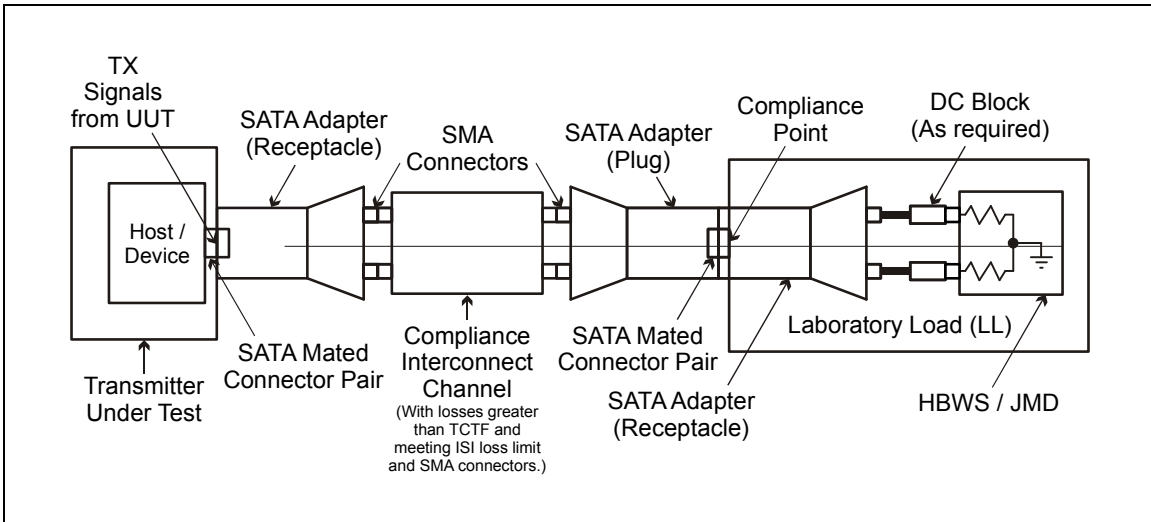 TX
Signals
from UUT
SATA Adapter
(Receptacle)
SMA
Connectors
SATA Adapter
(Plug)
Compliance
Point
DC Block
(As required)
Host /
Device
Laboratory Load (LL)
Transmitter
Under Test
SATA Mated
Connector Pair
Compliance
Interconnect
Channel
(With losses greater
than TCTF and
meeting ISI loss limit
and SMA connectors.)
SATA Mated
Connector Pair
SATA Adapter
(Receptacle)
HBWS / JMD